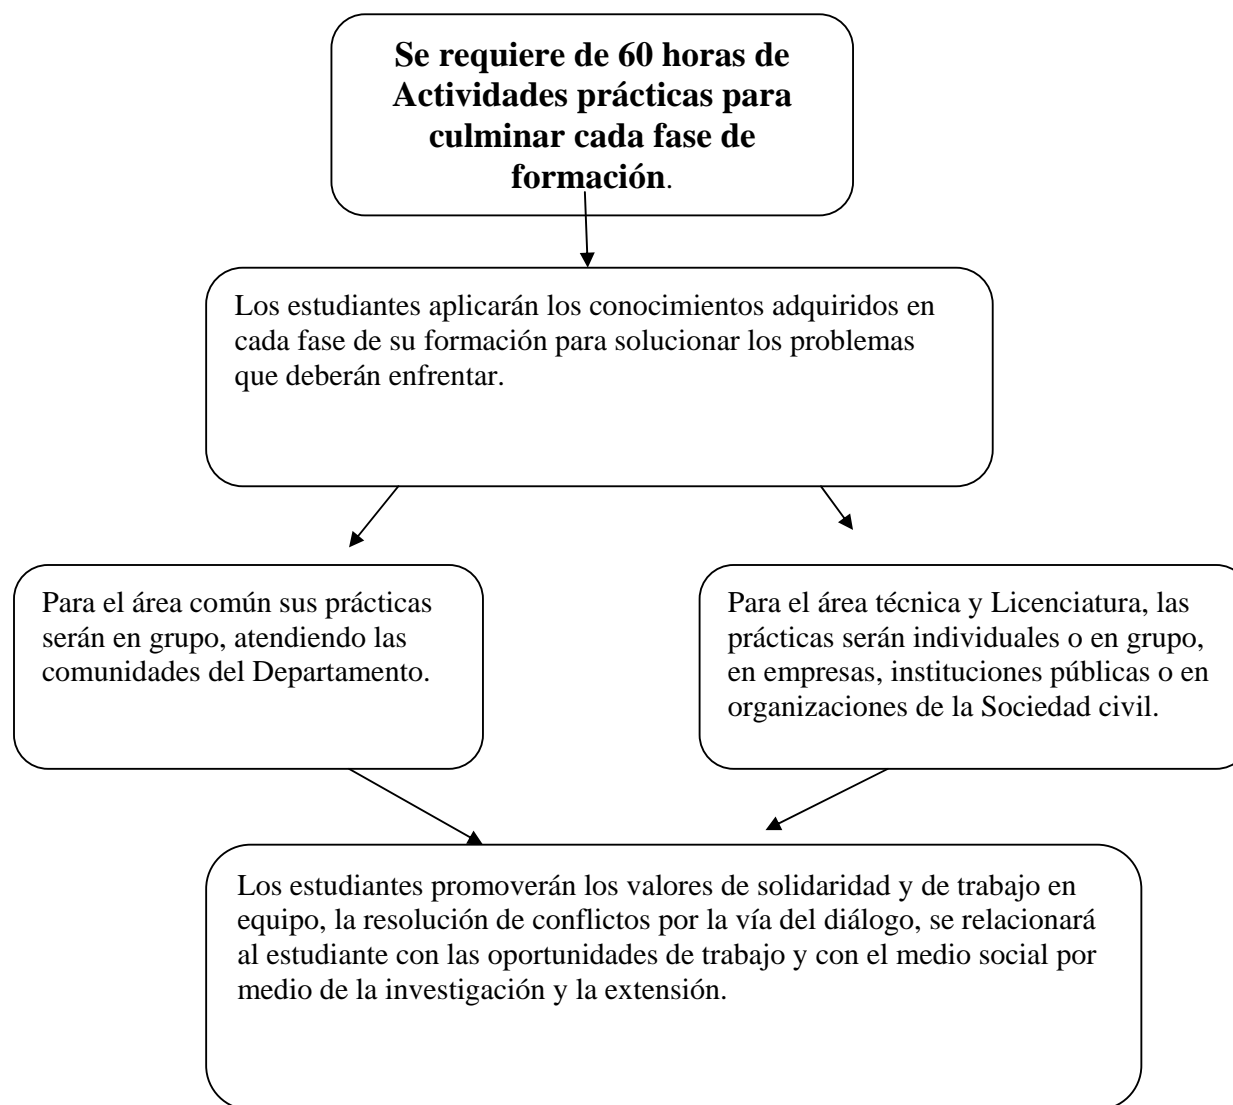 Se requiere de 60 horas de
Actividades prácticas para
culminar cada fase de
formación.
Los estudiantes aplicarán los conocimientos adquiridos en
cada fase de su formación para solucionar los problemas
que deberán enfrentar.
Para el área común sus prácticas
serán en grupo, atendiendo las
comunidades del Departamento.
Para el área técnica y Licenciatura, las
prácticas serán individuales o en grupo,
en empresas, instituciones públicas o en
organizaciones de la Sociedad civil.
Los estudiantes promoverán los valores de solidaridad y de trabajo en
equipo, la resolución de conflictos por la vía del diálogo, se relacionará
al estudiante con las oportunidades de trabajo y con el medio social por
medio de la investigación y la extensión.